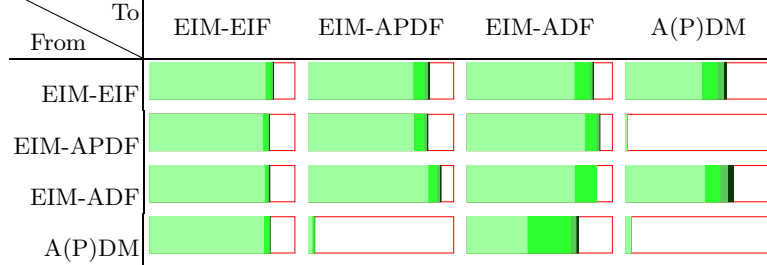 To
From
EIM-EIF EIM-APDF EIM-ADF A(P)DM
EIM-EIF
EIM-APDF
EIM-ADF
A(P)DM